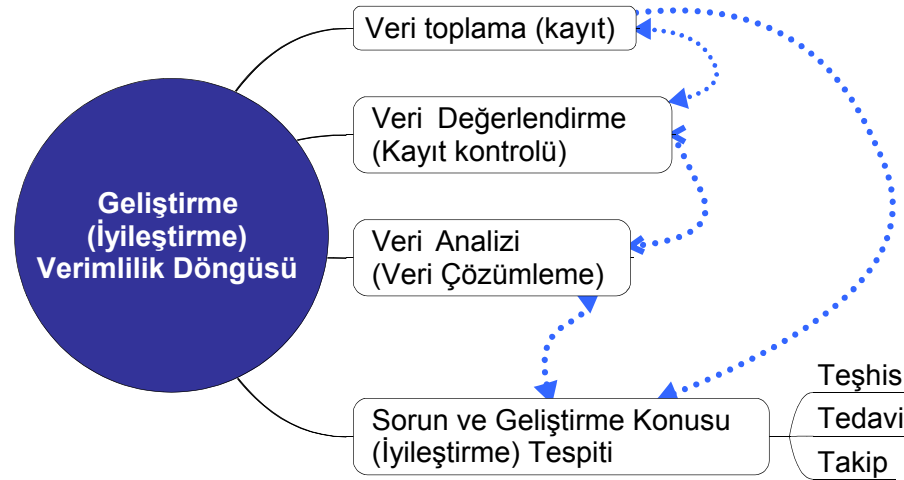 Veri toplama (kayıt)
Veri Değerlendirme
(Kayıt kontrolü)
Geliştirme
(İyileştirme)
Verimlilik Döngüsü
Veri Analizi
(Veri Çözümleme)
Sorun ve Geliştirme Konusu
(İyileştirme) Tespiti
Teşhis
Tedavi
Takip